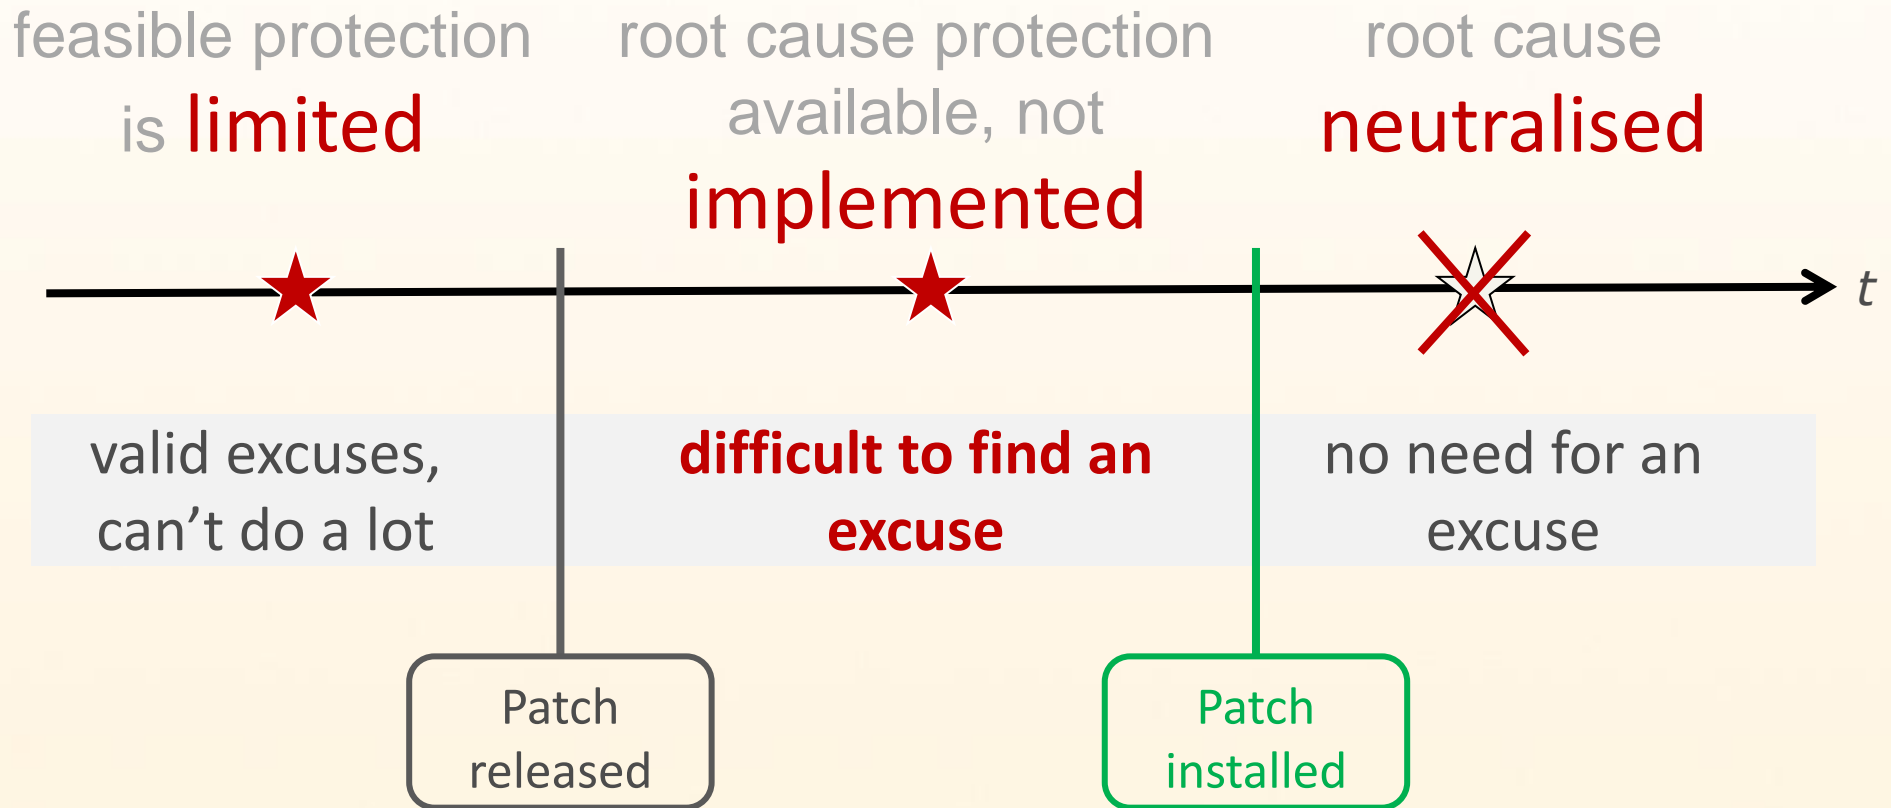 feasible protection
is limited
root cause protection
available, not
implemented
root cause
neutralised
t
valid excuses,
can’t do a lot
difficult to find an
excuse
no need for an
excuse
Patch
released
Patch
installed